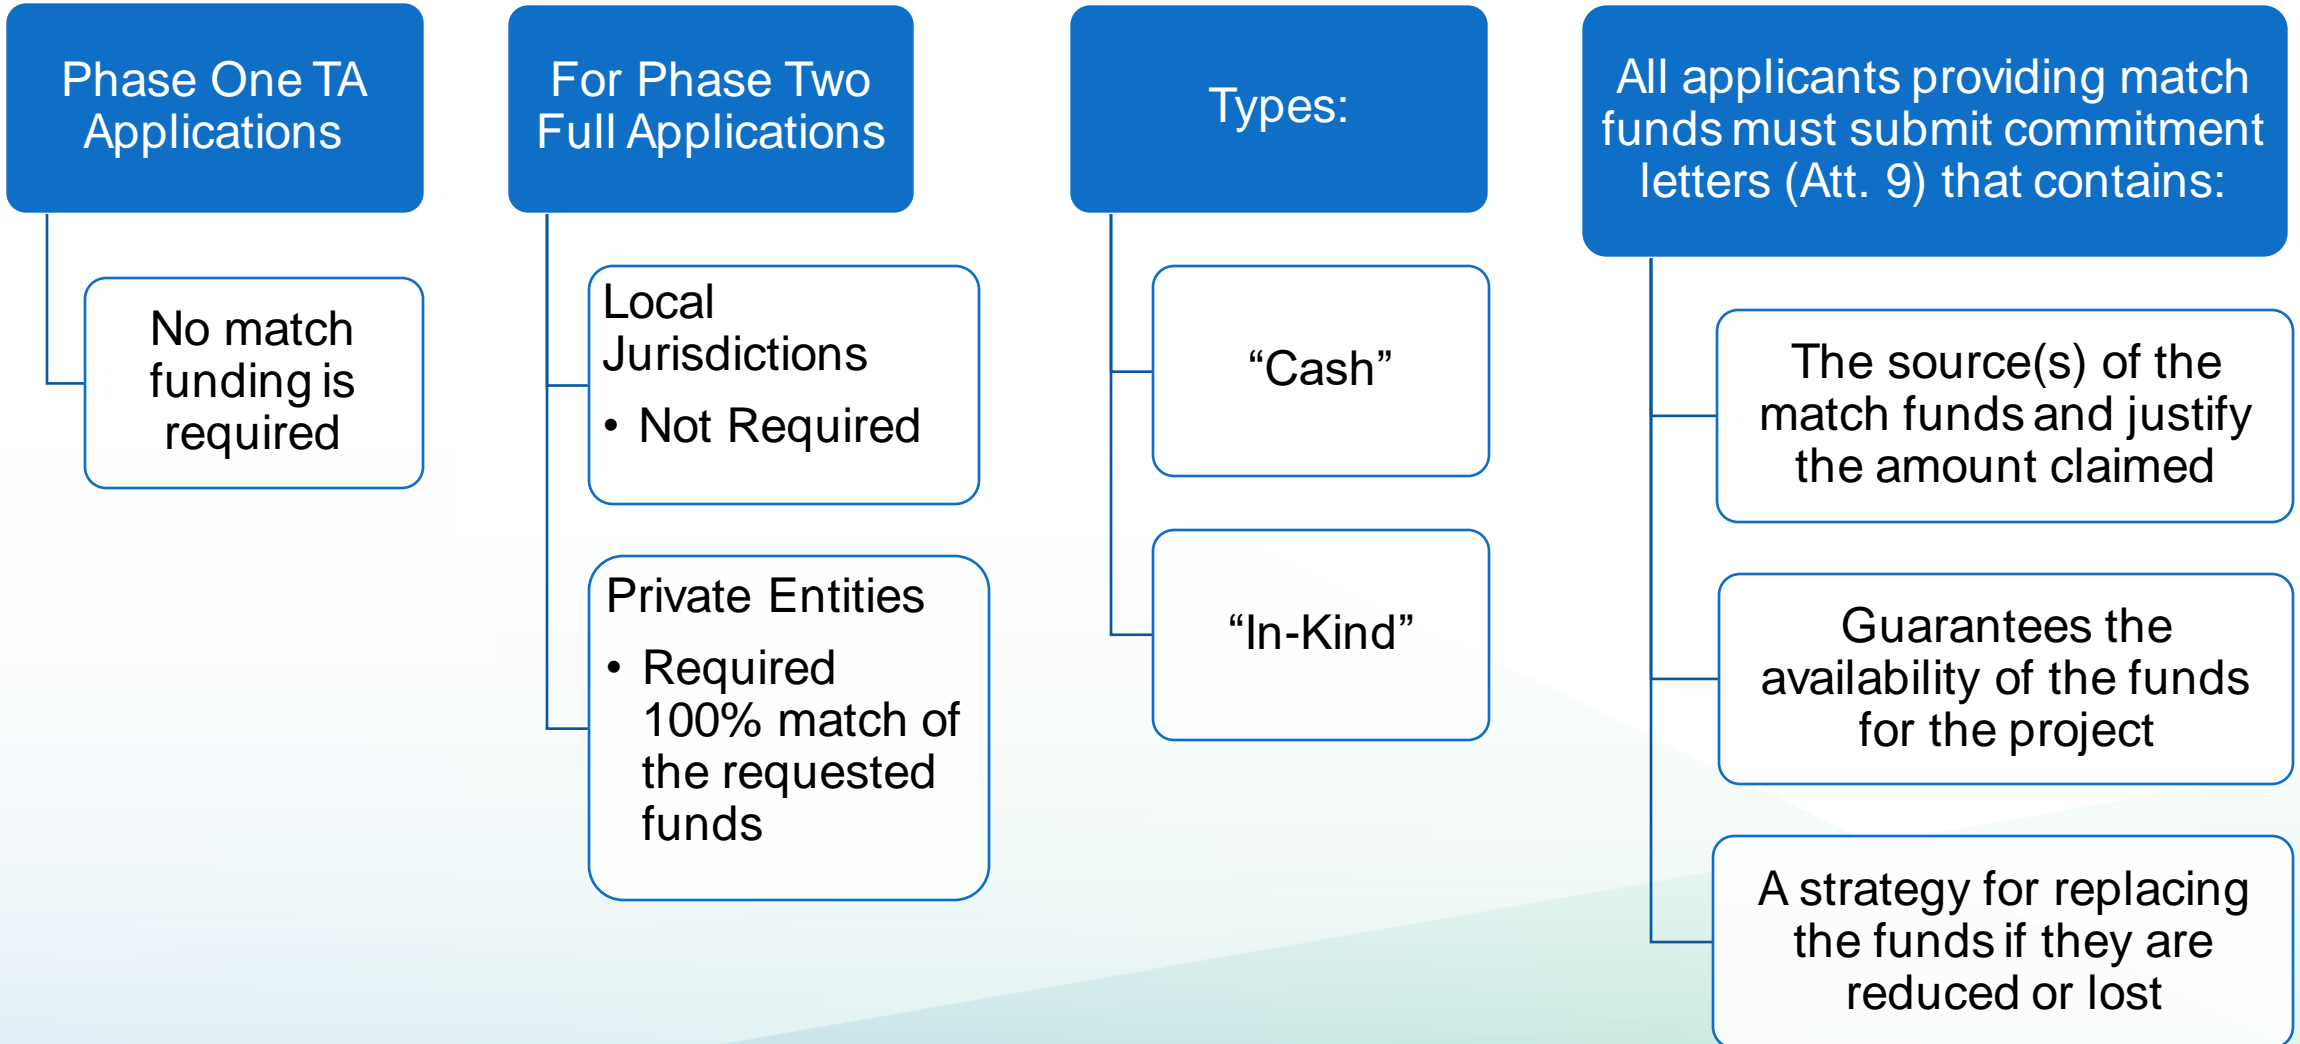 Phase One TA
Applications
No match
funding is
required
For Phase Two
Full Applications
Local
Jurisdictions
• Not Required
Private Entities
• Required
100% match of
the requested
funds
Types:
“Cash”
“In-Kind”
All applicants providing match
funds must submit commitment
letters (Att. 9) that contains:
The source(s) of the
match funds and justify
the amount claimed
Guarantees the
availability of the funds
for the project
A strategy for replacing
the funds if they are
reduced or lost